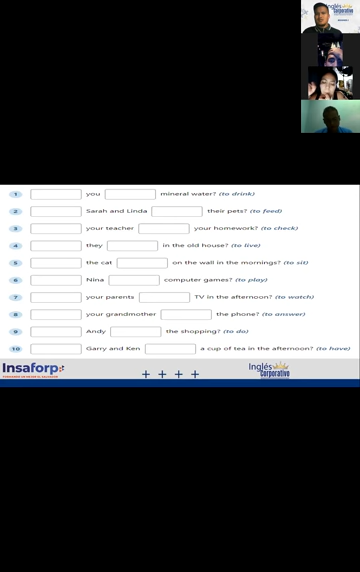 Inglés
Corporativo
1 you mineral water? (to drink)
2 Sarah and Linda their pets? (to feed)
3 your teacher your homework? (to check)
4 they in the old house? (to live)
5 the cat on the wall in the mornings? (to sit)
6 Nina computer games? (to play)
7 your parents TV in the afternoon? (to watch)
8 your grandmother the phone? (to answer)
9 Andy the shopping? (to do)
10 Garry and Ken a cup of tea in the afternoon? (to have)
Insaforp
Inglés
Corporativo
+ + + +